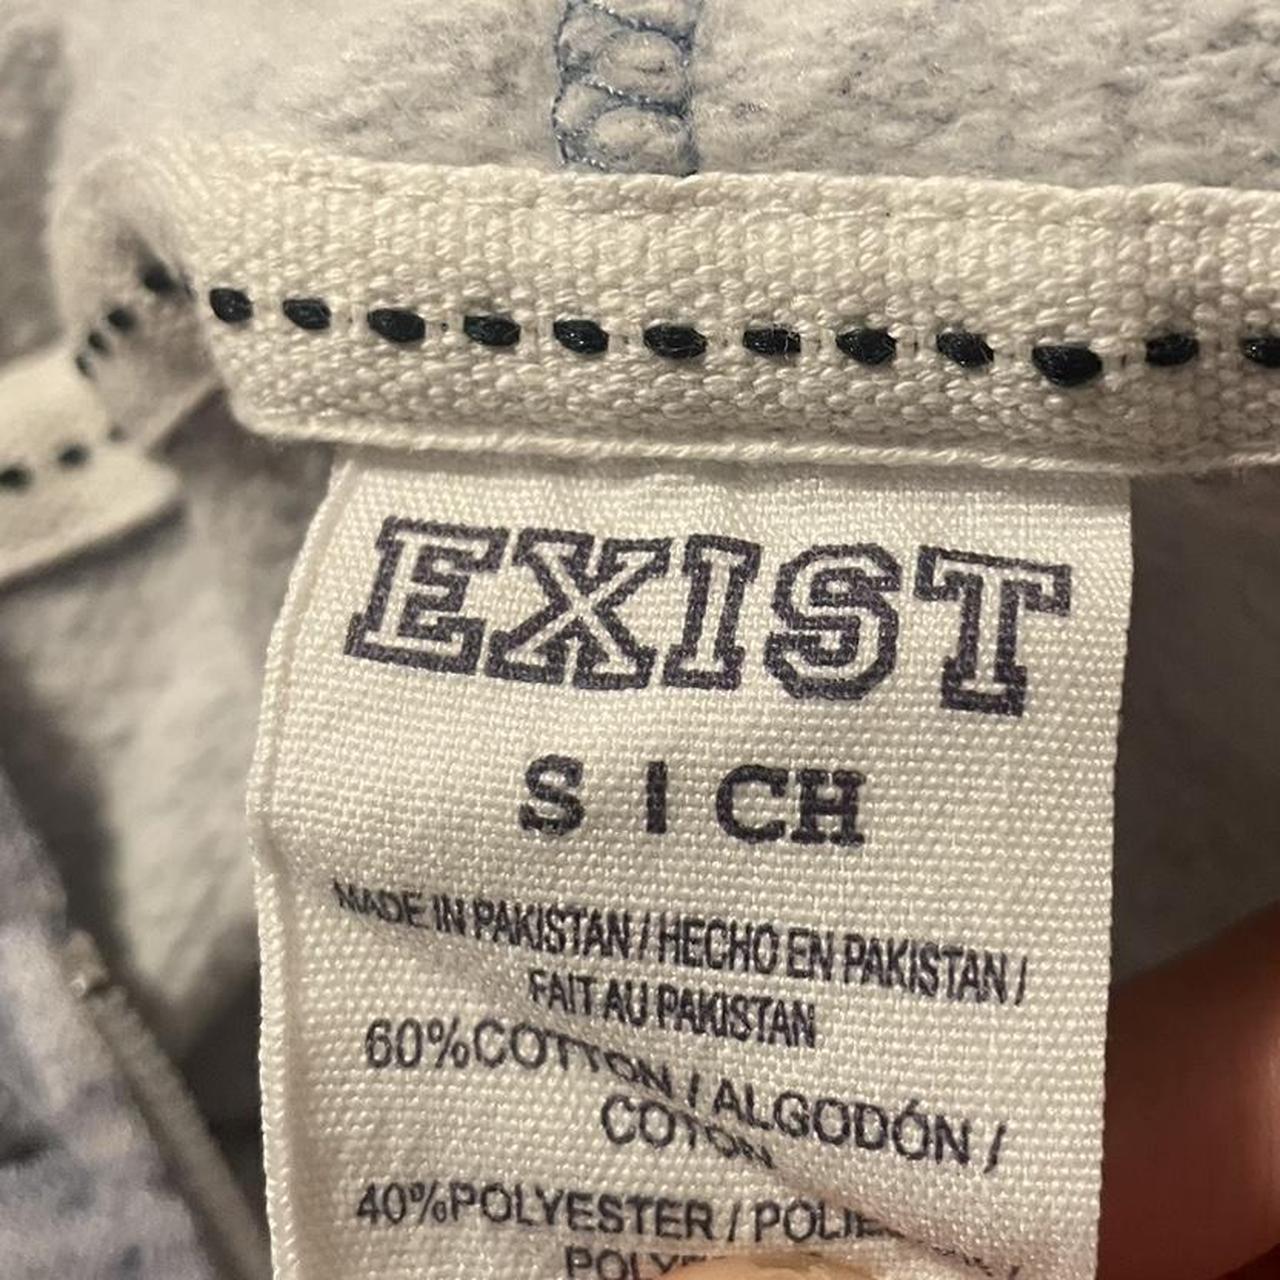 EXIST
S I CH
MADE IN PAKISTAN / HECHO EN PAKISTAN /
FAIT AU PAKISTAN
60%COTTON / ALGODÓN /
COTON
40%POLYESTER /